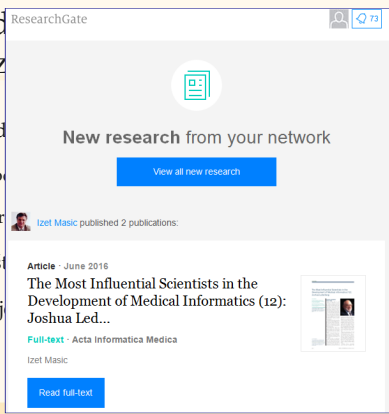 ResearchGate
73
New research from your network
View all new research
Izet Masic published 2 publications:
Article · June 2016
The Most Influential Scientists in the
Development of Medical Informatics (12):
Joshua Led...
Full-text · Acta Informatica Medica
Izet Masic
Read full-text